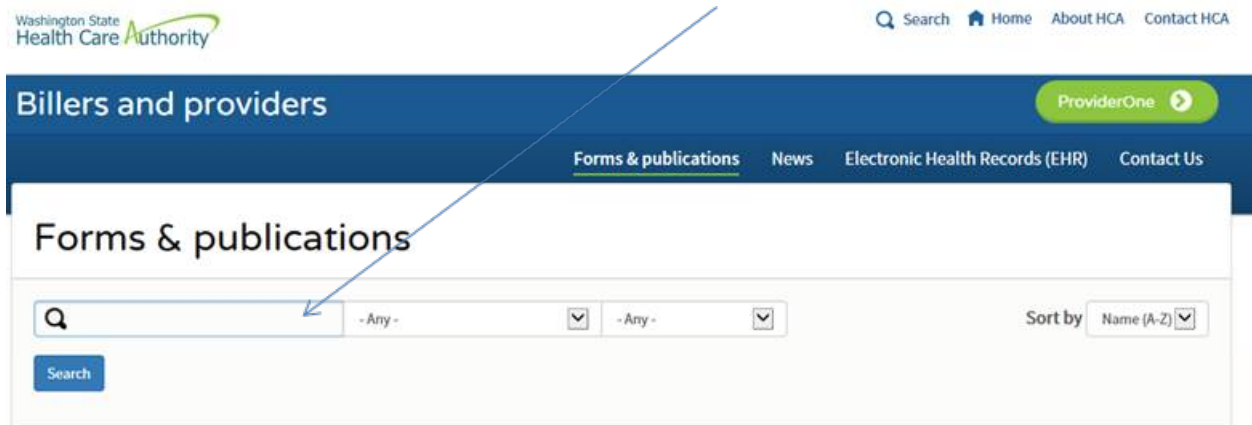 Washington State
Health Care Authority
Search Home About HCA Contact HCA
Billers and providers
ProviderOne
Forms & publications News Electronic Health Records (EHR) Contact Us
Forms & publications
- Any - - Any - Sort by Name (A-Z)
Search